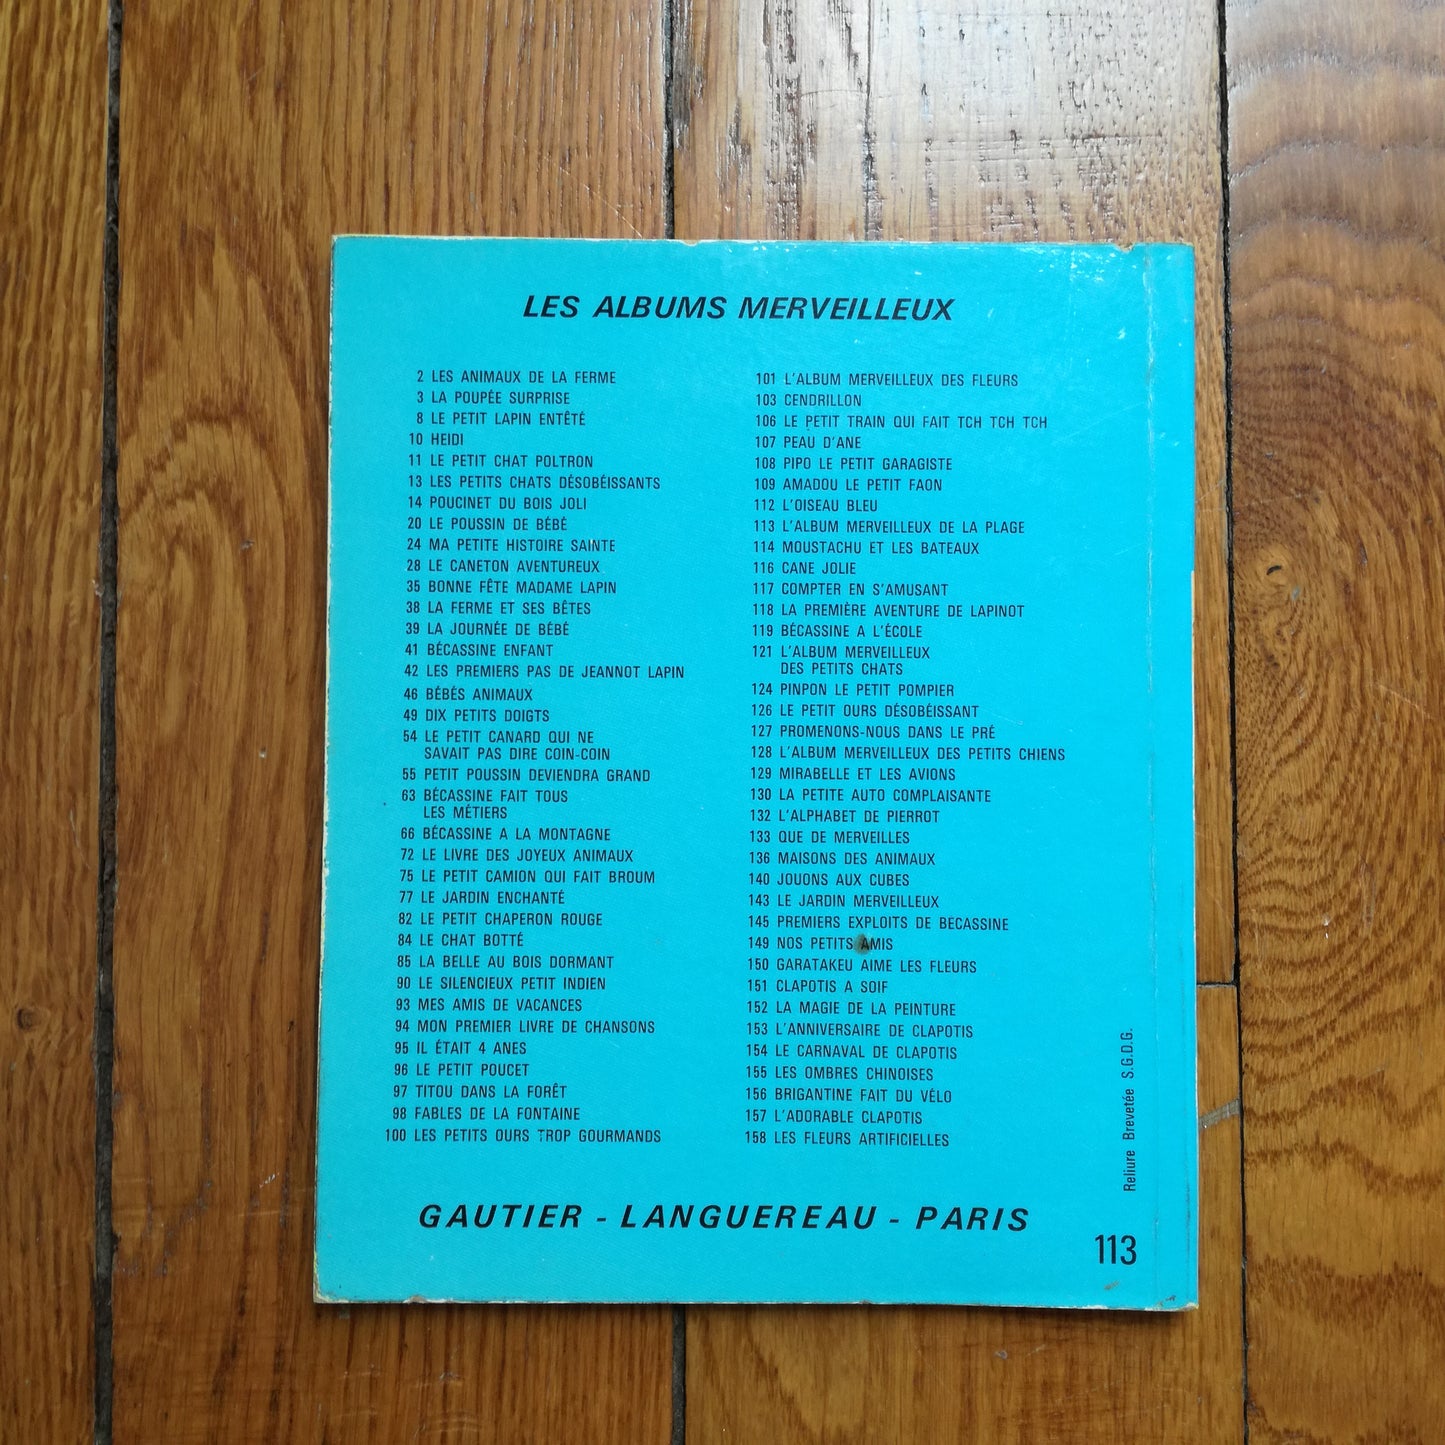 LES ALBUMS MERVEILLEUX
2 LES ANIMAUX DE LA FERME
3 LA POUPÉE SURPRISE
8 LE PETIT LAPIN ENTÊTÉ
10 HEIDI
11 LE PETIT CHAT POLTRON
13 LES PETITS CHATS DÉSOBÉISSANTS
14 POUCINET DU BOIS JOLI
20 LE POUSSIN DE BÉBÉ
24 MA PETITE HISTOIRE SAINTE
28 LE CANETON AVENTUREUX
35 BONNE FÊTE MADAME LAPIN
38 LA FERME ET SES BÊTES
39 LA JOURNÉE DE BÉBÉ
41 BÉCASSINE ENFANT
42 LES PREMIERS PAS DE JEANNOT LAPIN
46 BÉBÉS ANIMAUX
49 DIX PETITS DOIGTS
54 LE PETIT CANARD QUI NE
SAVAIT PAS DIRE COIN-COIN
55 PETIT POUSSIN DEVIENDRA GRAND
63 BÉCASSINE FAIT TOUS
LES MÉTIERS
66 BÉCASSINE A LA MONTAGNE
72 LE LIVRE DES JOYEUX ANIMAUX
75 LE PETIT CAMION QUI FAIT BROUM
77 LE JARDIN ENCHANTÉ
82 LE PETIT CHAPERON ROUGE
84 LE CHAT BOTTÉ
85 LA BELLE AU BOIS DORMANT
90 LE SILENCIEUX PETIT INDIEN
93 MES AMIS DE VACANCES
94 MON PREMIER LIVRE DE CHANSONS
95 IL ÉTAIT 4 ANES
96 LE PETIT POUCET
97 TITOU DANS LA FORÊT
98 FABLES DE LA FONTAINE
100 LES PETITS OURS TROP GOURMANDS
101 L'ALBUM MERVEILLEUX DES FLEURS
103 CENDRILLON
106 LE PETIT TRAIN QUI FAIT TCH TCH TCH
107 PEAU D'ANE
108 PIPO LE PETIT GARAGISTE
109 AMADOU LE PETIT FAON
112 L'OISEAU BLEU
113 L'ALBUM MERVEILLEUX DE LA PLAGE
114 MOUSTACHU ET LES BATEAUX
116 CANE JOLIE
117 COMPTER EN S'AMUSANT
118 LA PREMIÈRE AVENTURE DE LAPINOT
119 BÉCASSINE A L'ÉCOLE
121 L'ALBUM MERVEILLEUX
DES PETITS CHATS
124 PINPON LE PETIT POMPIER
126 LE PETIT OURS DÉSOBÉISSANT
127 PROMENONS-NOUS DANS LE PRÉ
128 L'ALBUM MERVEILLEUX DES PETITS CHIENS
129 MIRABELLE ET LES AVIONS
130 LA PETITE AUTO COMPLAISANTE
132 L'ALPHABET DE PIERROT
133 QUE DE MERVEILLES
136 MAISONS DES ANIMAUX
140 JOUONS AUX CUBES
143 LE JARDIN MERVEILLEUX
145 PREMIERS EXPLOITS DE BÉCASSINE
149 NOS PETITS AMIS
150 GARATAKEU AIME LES FLEURS
151 CLAPOTIS A SOIF
152 LA MAGIE DE LA PEINTURE
153 L'ANNIVERSAIRE DE CLAPOTIS
154 LE CARNAVAL DE CLAPOTIS
155 LES OMBRES CHINOISES
156 BRIGANTINE FAIT DU VÉLO
157 L'ADORABLE CLAPOTIS
158 LES FLEURS ARTIFICIELLES
Reliure Brevetée S.G.D.G.
GAUTIER - LANGUEREAU - PARIS
113